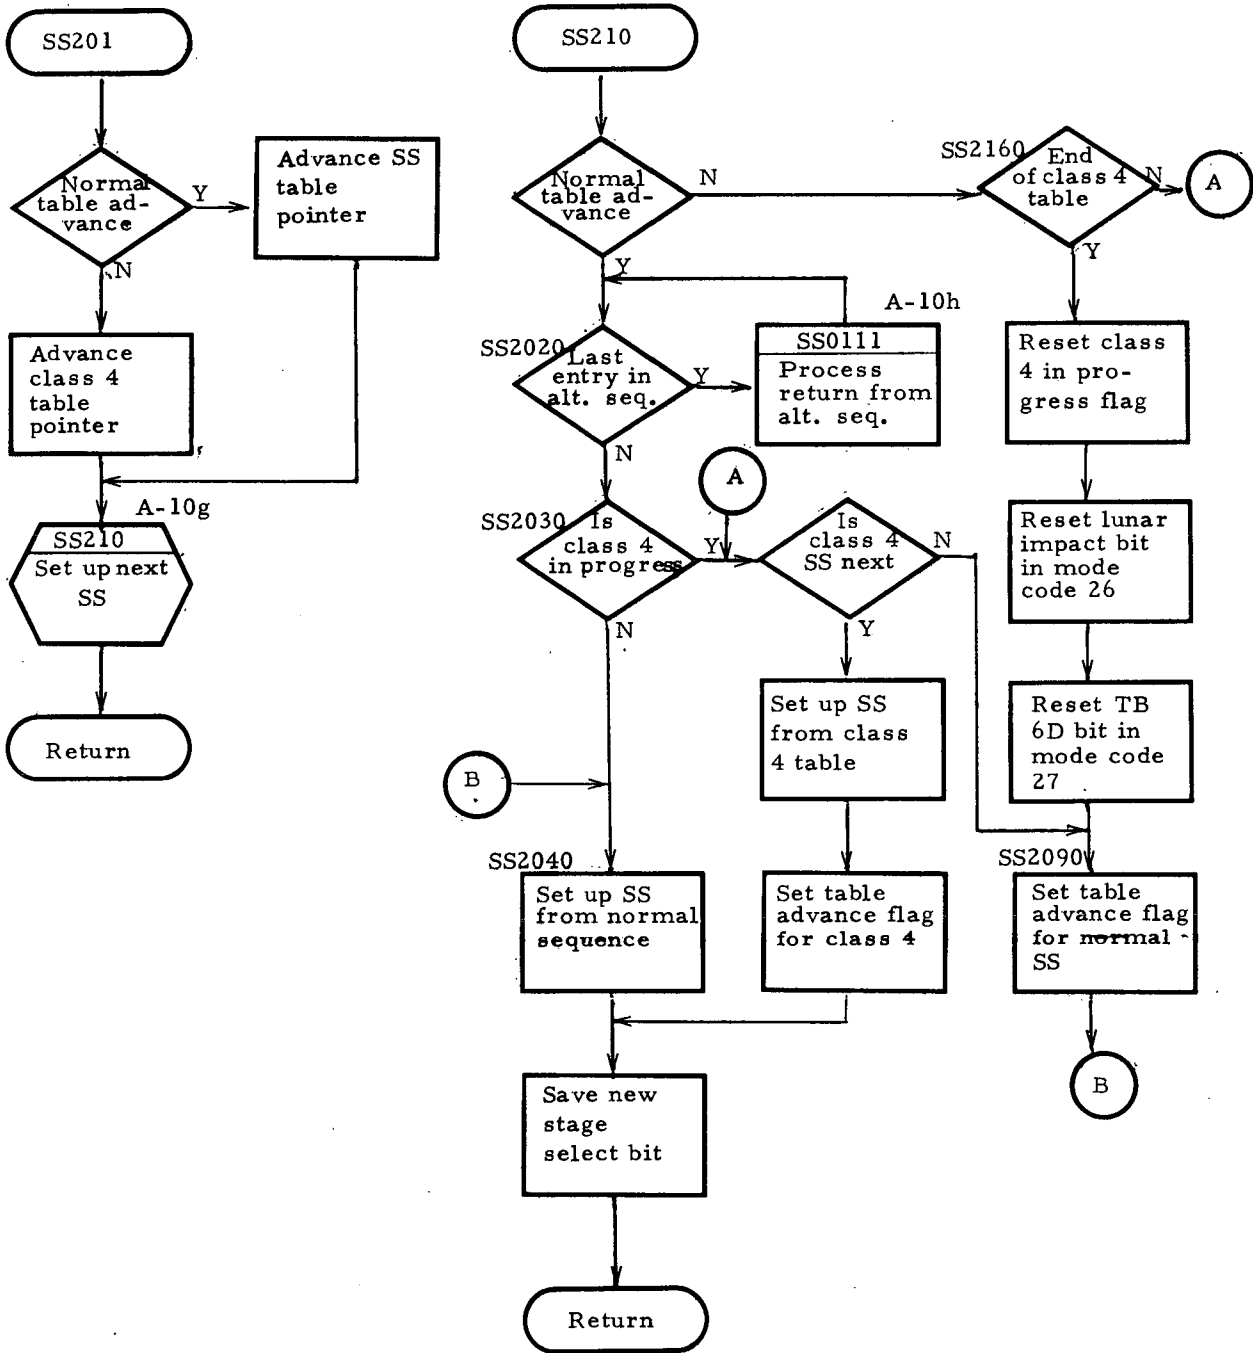 SS201
Normal
table ad-
vance
Y
N
Advance SS
table
pointer
Advance
class 4
table
pointer
A-10g
SS210
Set up next
SS
Return
SS210
Normal
table ad-
vance
N
Y
SS2160
End
of class 4
table
N
A
Y
A-10h
SS2020
Last
entry in
alt. seq.
Y
N
SS0111
Process
return from
alt. seq.
Reset class
4 in pro-
gress flag
A
SS2030
Is
class 4
in progress
Y
N
Is
class 4
SS next
N
Y
Reset lunar
impact bit
in mode
code 26
Set up SS
from class
4 table
Reset TB
6D bit in
mode code
27
B
SS2040
Set up SS
from normal
sequence
Set table
advance flag
for class 4
SS2090
Set table
advance flag
for normal
SS
B
Save new
stage
select bit
Return